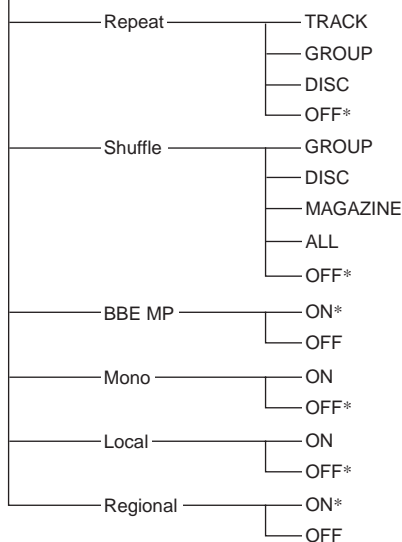 Repeat TRACK
GROUP
DISC
OFF*
Shuffle GROUP
DISC
MAGAZINE
ALL
OFF*
BBE MP ON*
OFF
Mono ON
OFF*
Local ON
OFF*
Regional ON*
OFF